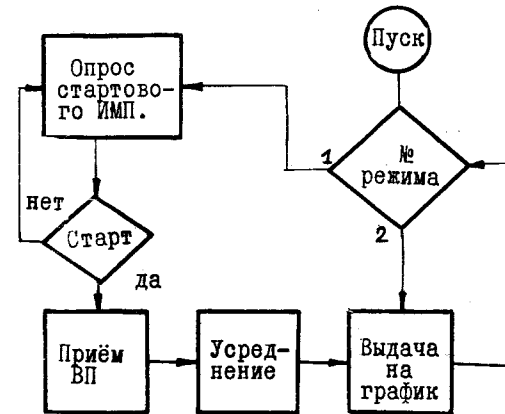 Пуск
Опрос
стартово-
го ИМП.
1
№
режима
2
нет
Старт
да
Приём
ВП
Усред-
нение
Выдача
на
график